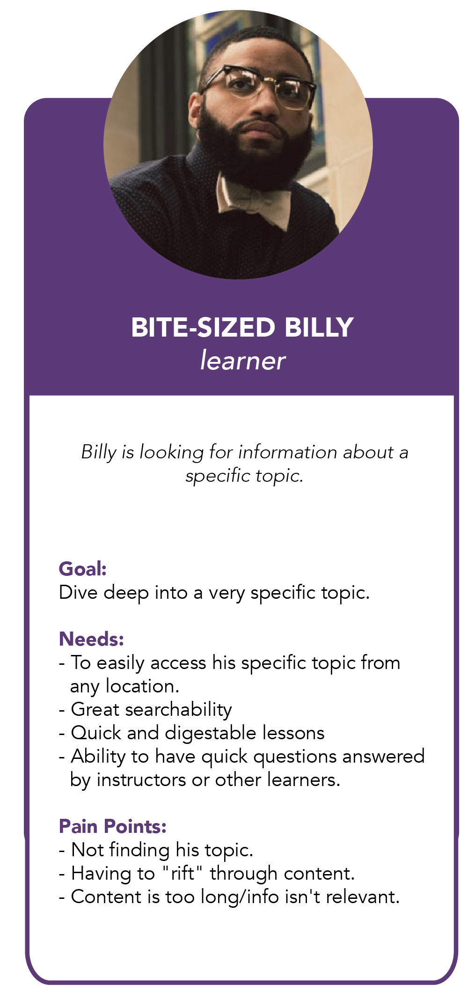 BITE-SIZED BILLY
learner
Billy is looking for information about a
specific topic.
Goal:
Dive deep into a very specific topic.
Needs:
- To easily access his specific topic from
any location.
- Great searchability
- Quick and digestable lessons
- Ability to have quick questions answered
by instructors or other learners.
Pain Points:
- Not finding his topic.
- Having to "rift" through content.
- Content is too long/info isn't relevant.